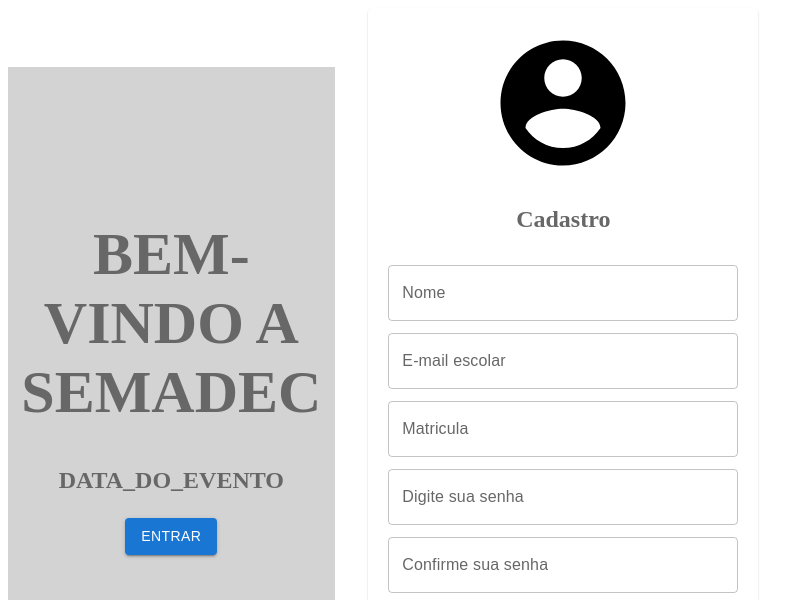 BEM-
VINDO A
SEMADEC
DATA_DO_EVENTO
ENTRAR
Cadastro
Nome
E-mail escolar
Matricula
Digite sua senha
Confirme sua senha